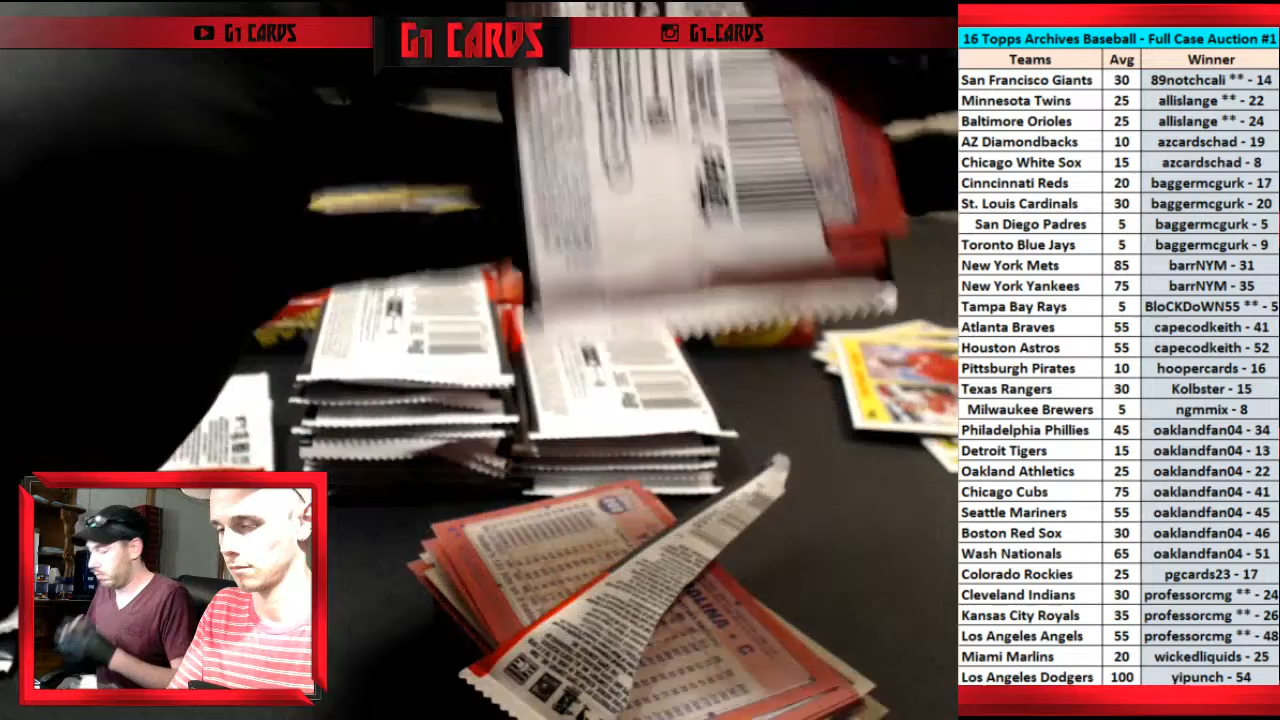 G1 CARDS
G1 CARDS
G1_CARDS
16 Topps Archives Baseball - Full Case Auction #1
Teams Avg Winner
San Francisco Giants 30 89notchcali ** - 14
Minnesota Twins 25 allislange ** - 22
Baltimore Orioles 25 allislange ** - 24
AZ Diamondbacks 10 azcardschad - 19
Chicago White Sox 15 azcardschad - 8
Cinncinnati Reds 20 baggermcgurk - 17
St. Louis Cardinals 30 baggermcgurk - 20
San Diego Padres 5 baggermcgurk - 5
Toronto Blue Jays 5 baggermcgurk - 9
New York Mets 85 barrNYM - 31
New York Yankees 75 barrNYM - 35
Tampa Bay Rays 5 BloCKDoWN55 ** - 5
Atlanta Braves 55 capecodkeith - 41
Houston Astros 55 capecodkeith - 52
Pittsburgh Pirates 10 hoopercards - 16
Texas Rangers 30 Kolbster - 15
Milwaukee Brewers 5 ngmmix - 8
Philadelphia Phillies 45 oaklandfan04 - 34
Detroit Tigers 15 oaklandfan04 - 13
Oakland Athletics 25 oaklandfan04 - 22
Chicago Cubs 75 oaklandfan04 - 41
Seattle Mariners 55 oaklandfan04 - 45
Boston Red Sox 30 oaklandfan04 - 46
Wash Nationals 65 oaklandfan04 - 51
Colorado Rockies 25 pgcards23 - 17
Cleveland Indians 30 professorcmg ** - 24
Kansas City Royals 35 professorcmg ** - 26
Los Angeles Angels 55 professorcmg ** - 48
Miami Marlins 20 wickedliquids - 25
Los Angeles Dodgers 100 yipunch - 54